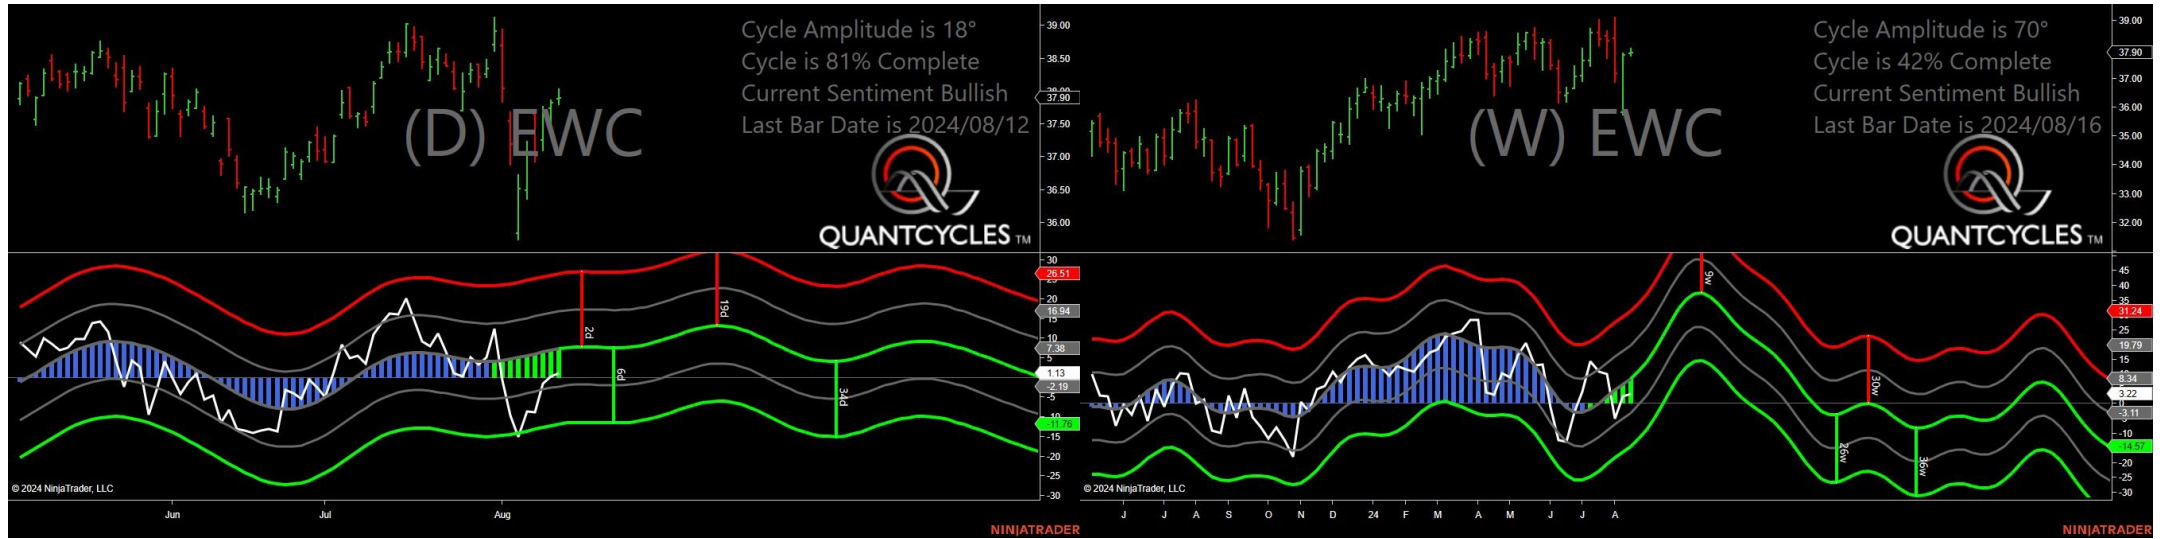 Cycle Amplitude is 18°
Cycle is 81% Complete
Current Sentiment Bullish
Last Bar Date is 2024/08/12
(D) EWC
QUANTCYCLES TM
39.00
38.50
37.90
37.50
37.00
36.50
36.00
30
26.51
20
16.94
15
10
7.38
5
1.13
-2.19
-5
-10
-11.76
-15
-20
-25
-30
2d
6d
19d
34d
© 2024 NinjaTrader, LLC
Jun
Jul
Aug
NINJATRADER
Cycle Amplitude is 70°
Cycle is 42% Complete
Current Sentiment Bullish
Last Bar Date is 2024/08/16
(W) EWC
QUANTCYCLES TM
39.00
37.90
37.00
36.00
35.00
34.00
33.00
32.00
45
40
35
31.24
25
19.79
15
8.34
3.22
-3.11
-10
-14.57
-20
-25
-30
9w
26w
30w
36w
© 2024 NinjaTrader, LLC
J
J
A
S
O
N
D
24
F
M
A
M
J
J
A
NINJATRADER